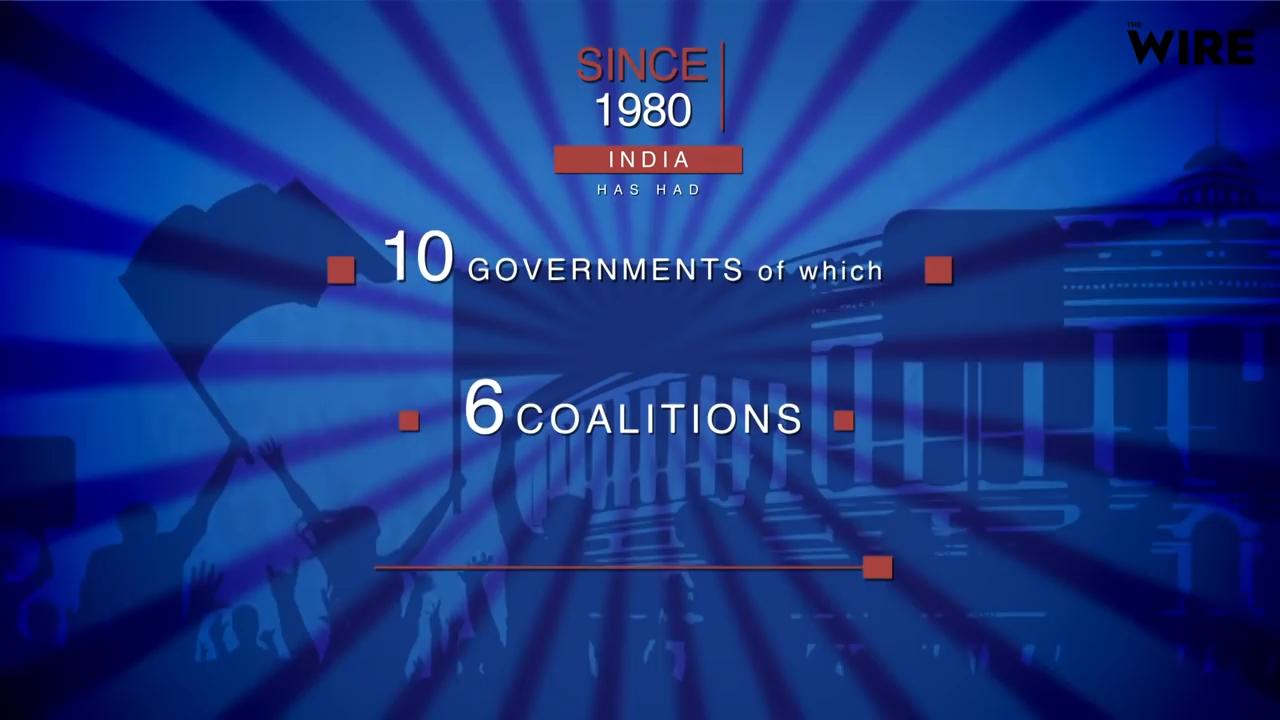 THE
WIRE
SINCE
1980
INDIA
HAS HAD
10 GOVERNMENTS of which
6 COALITIONS